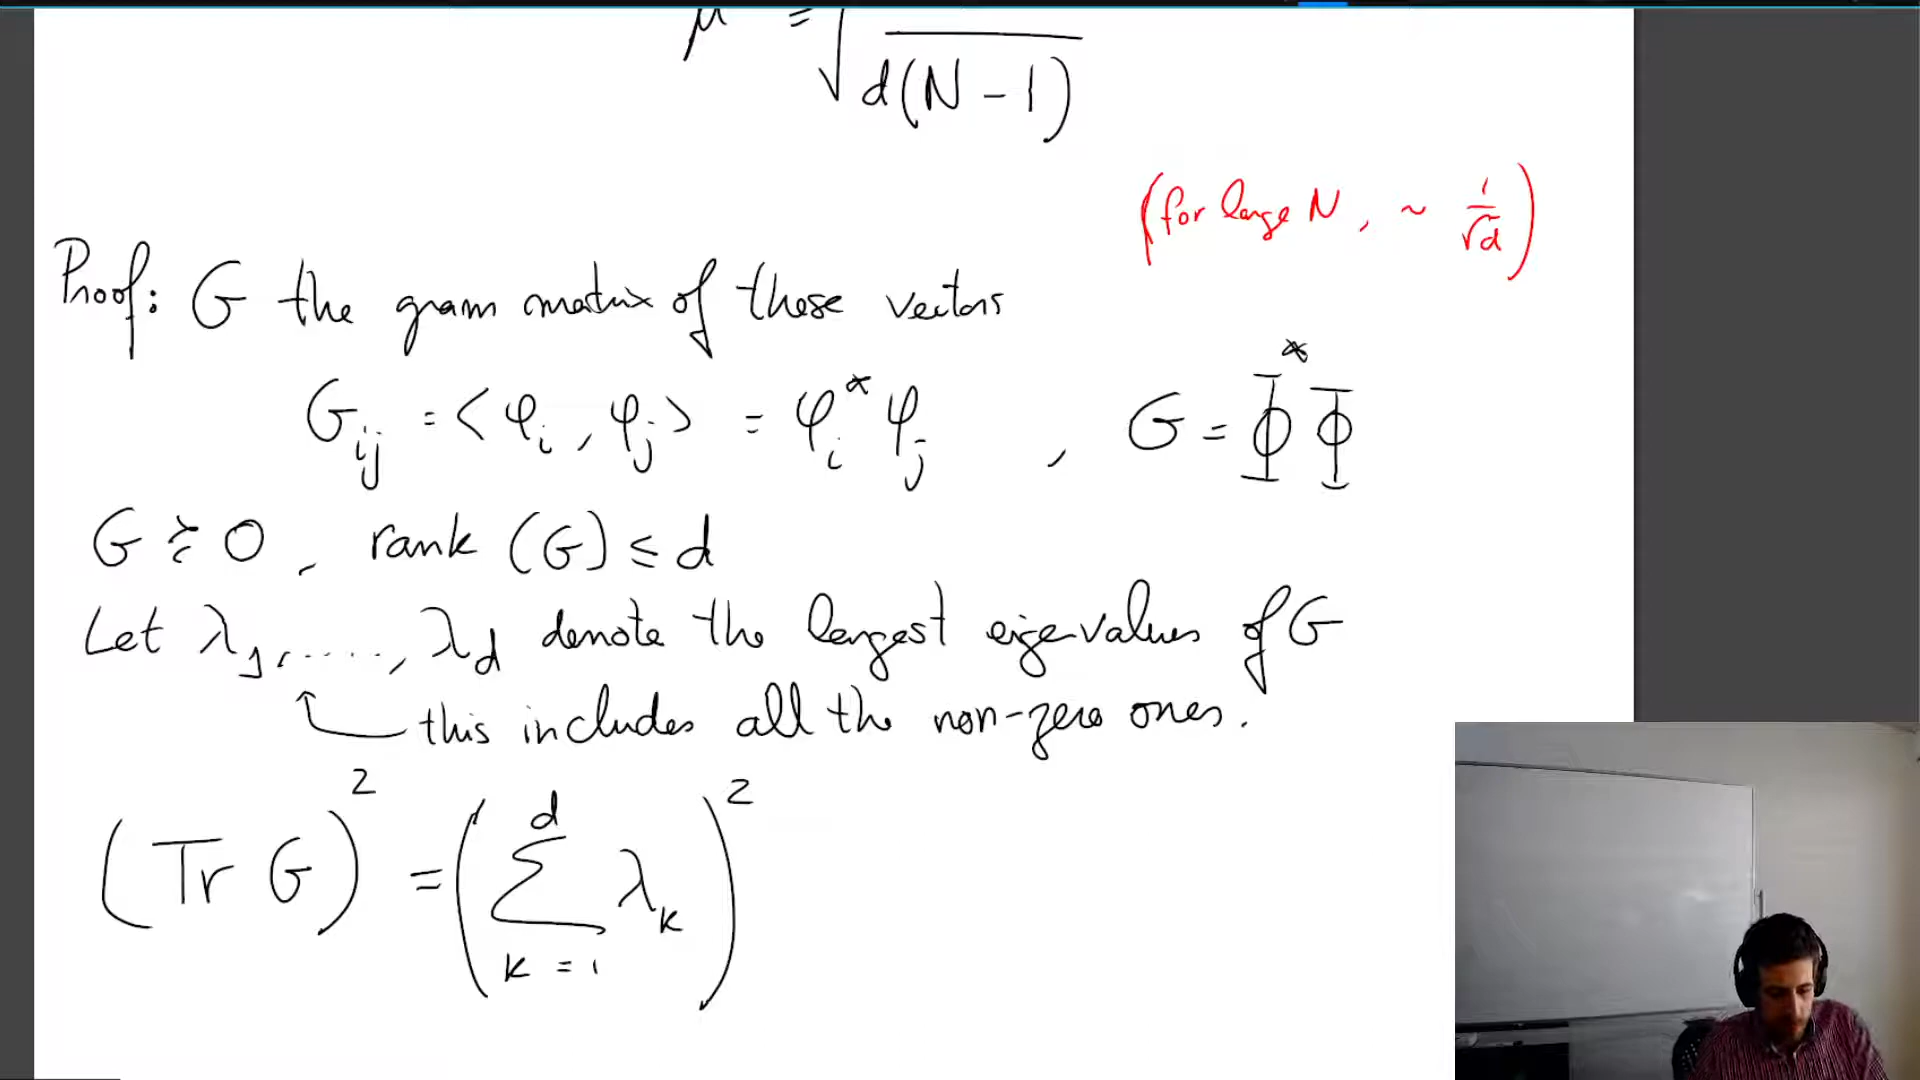 μ = √ d(N-1)
(for large N, ~ 1/√d)
Proof: G the gram matrix of these vectors
G_ij = <φ_i, φ_j> = φ_i^* φ_j , G = Φ^* Φ
G ⪰ 0, rank (G) ≤ d
Let λ_1, ....., λ_d denote the largest eigenvalues of G
this includes all the non-zero ones.
(Tr G)^2 = (∑_{k=1}^{d} λ_k)^2